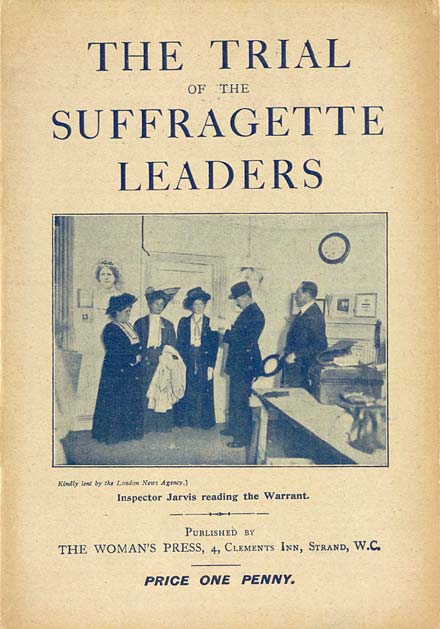 THE TRIAL
OF THE
SUFFRAGETTE
LEADERS
Kindly lent by the London News Agency.]
Inspector Jarvis reading the Warrant.
PUBLISHED BY
THE WOMAN'S PRESS, 4, CLEMENTS INN, STRAND, W.C.
PRICE ONE PENNY.